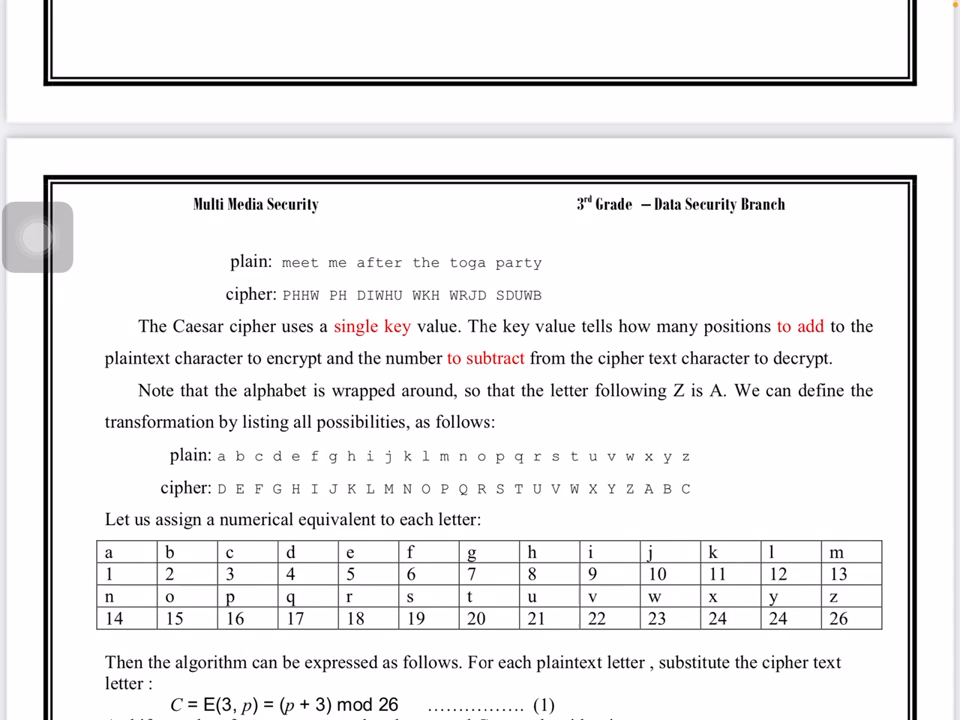 Multi Media Security 3rd Grade – Data Security Branch
plain: meet me after the toga party
cipher: PHHW PH DIWHU WKH WRJD SDUWB
The Caesar cipher uses a single key value. The key value tells how many positions to add to the
plaintext character to encrypt and the number to subtract from the cipher text character to decrypt.
Note that the alphabet is wrapped around, so that the letter following Z is A. We can define the
transformation by listing all possibilities, as follows:
plain: a b c d e f g h i j k l m n o p q r s t u v w x y z
cipher: D E F G H I J K L M N O P Q R S T U V W X Y Z A B C
Let us assign a numerical equivalent to each letter:
a b c d e f g h i j k l m
1 2 3 4 5 6 7 8 9 10 11 12 13
n o p q r s t u v w x y z
14 15 16 17 18 19 20 21 22 23 24 24 26
Then the algorithm can be expressed as follows. For each plaintext letter , substitute the cipher text
letter :
C = E(3, p) = (p + 3) mod 26 ................ (1)